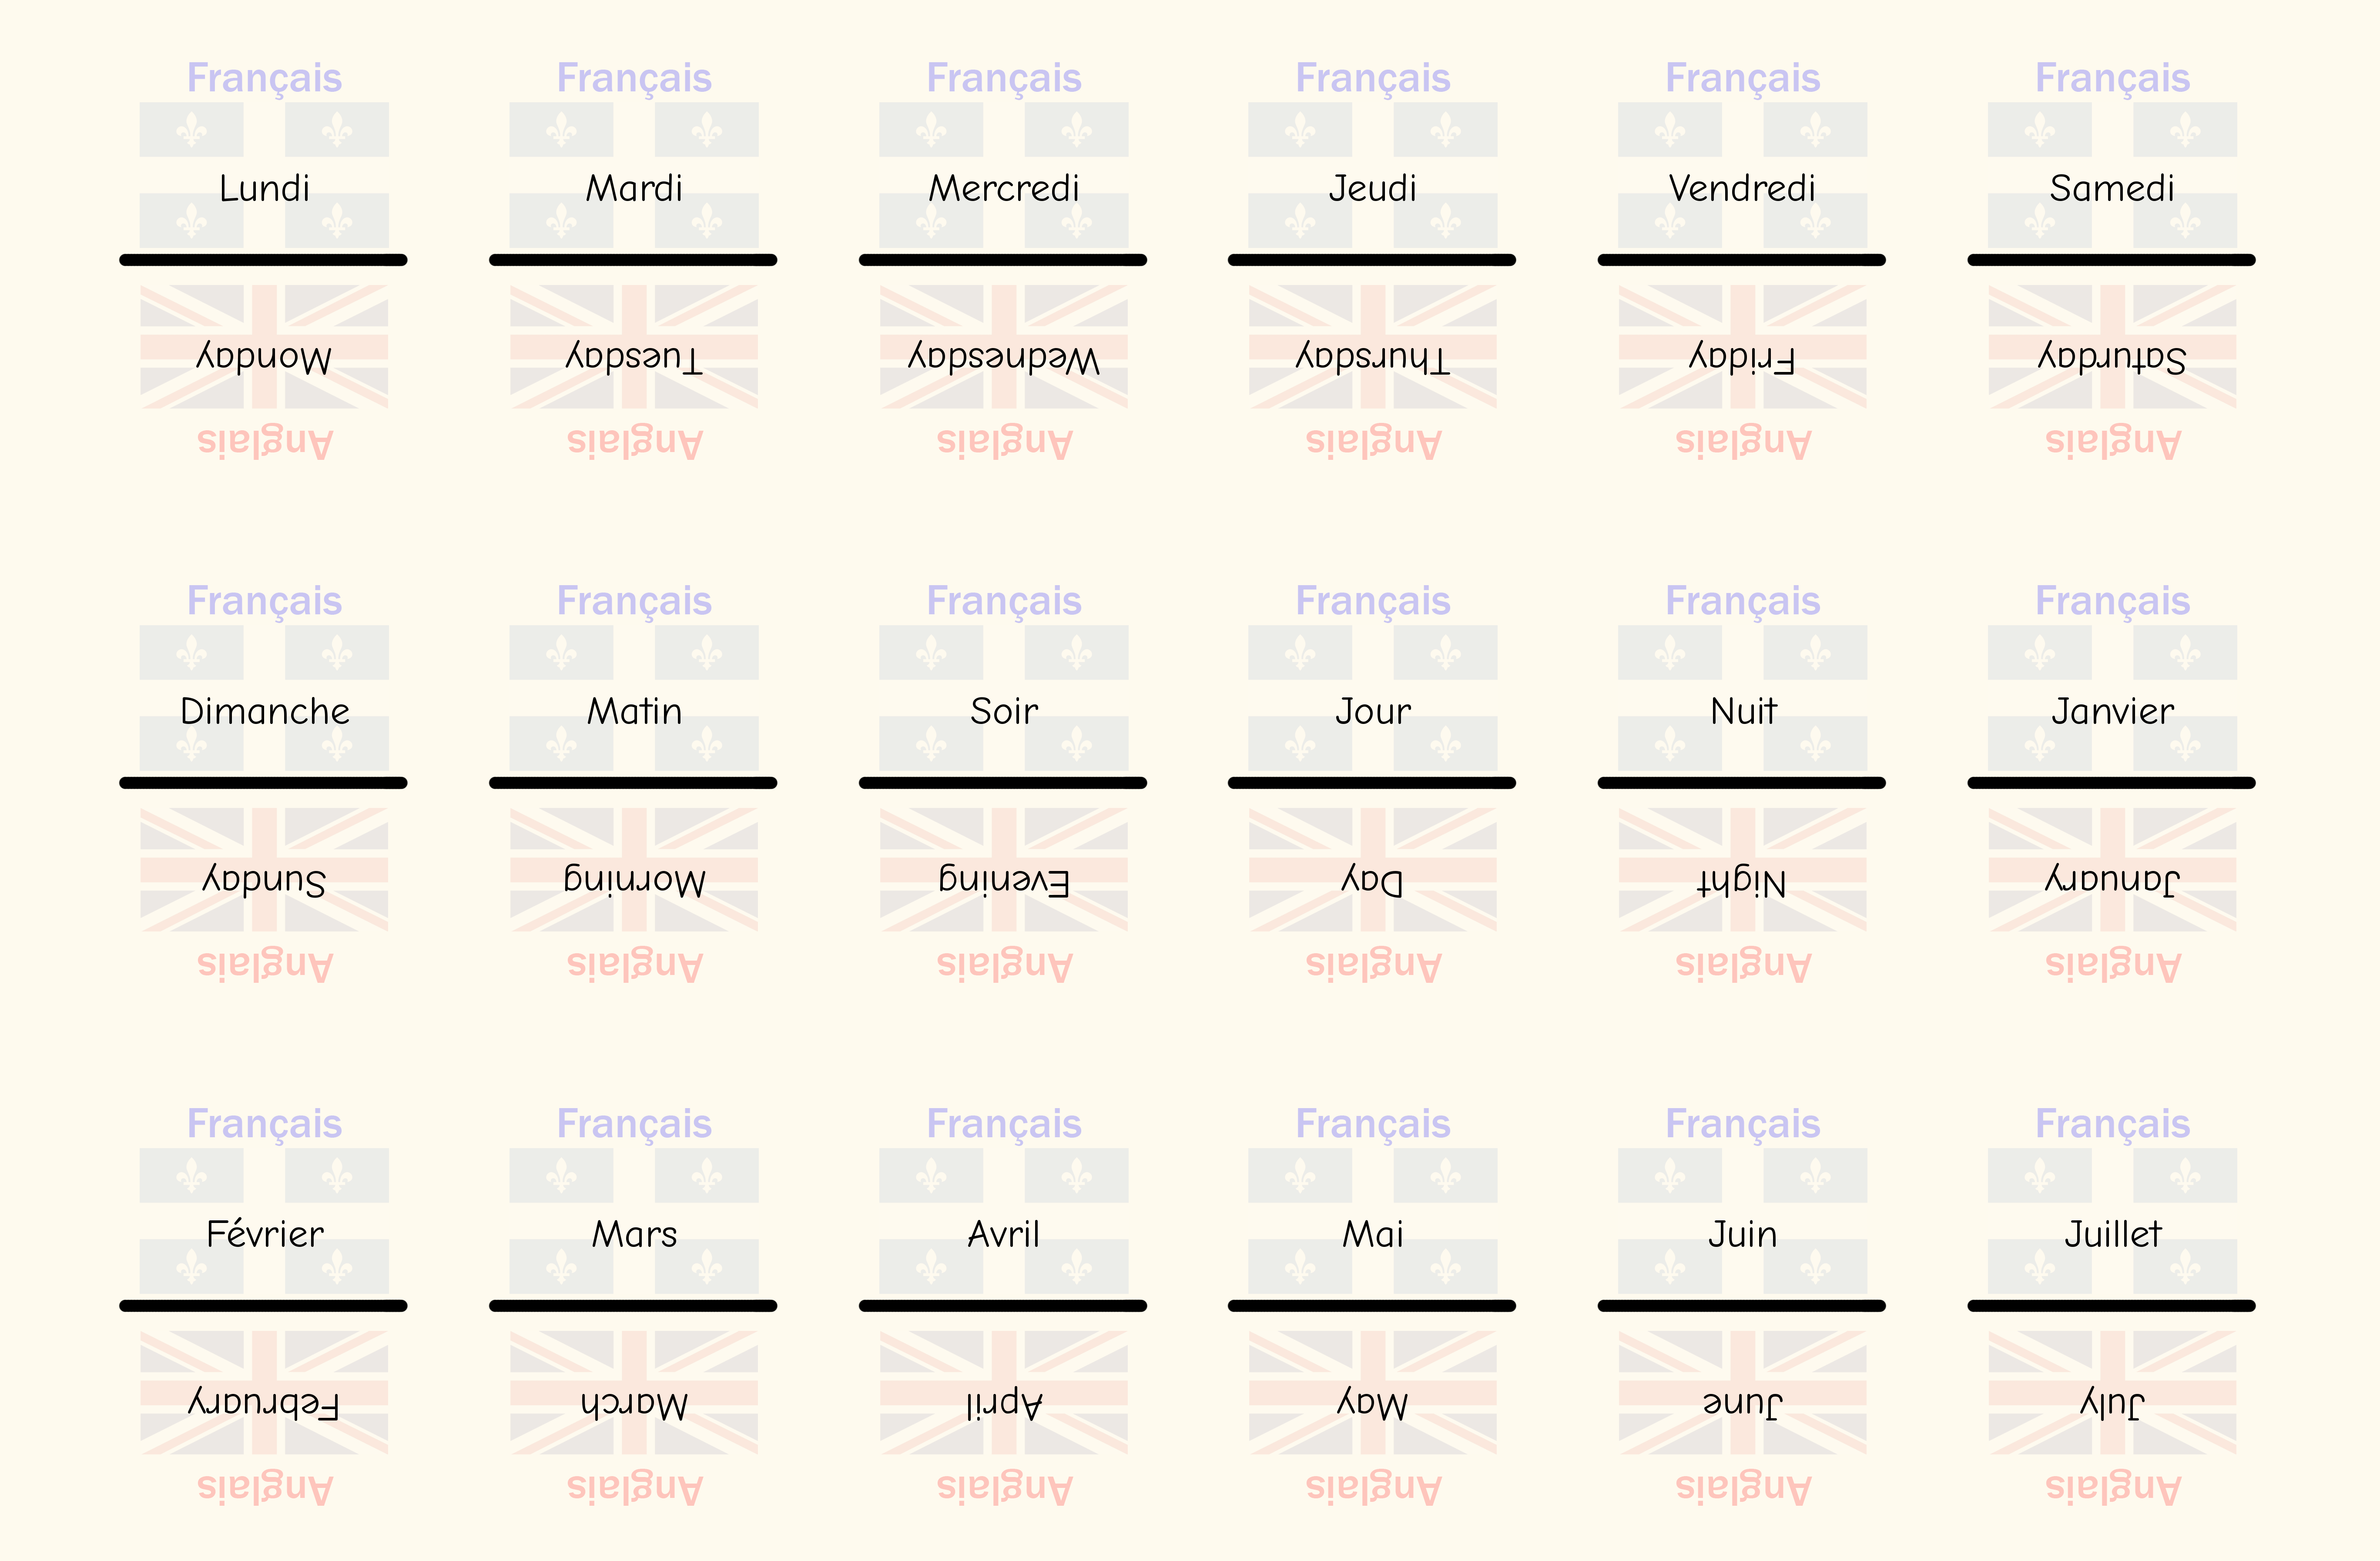 Français
Lundi
Monday
Anglais
Français
Mardi
Tuesday
Anglais
Français
Mercredi
Wednesday
Anglais
Français
Jeudi
Thursday
Anglais
Français
Vendredi
Friday
Anglais
Français
Samedi
Saturday
Anglais
Français
Dimanche
Sunday
Anglais
Français
Matin
Morning
Anglais
Français
Soir
Evening
Anglais
Français
Jour
Day
Anglais
Français
Nuit
Night
Anglais
Français
Janvier
January
Anglais
Français
Février
February
Anglais
Français
Mars
March
Anglais
Français
Avril
April
Anglais
Français
Mai
May
Anglais
Français
Juin
June
Anglais
Français
Juillet
July
Anglais